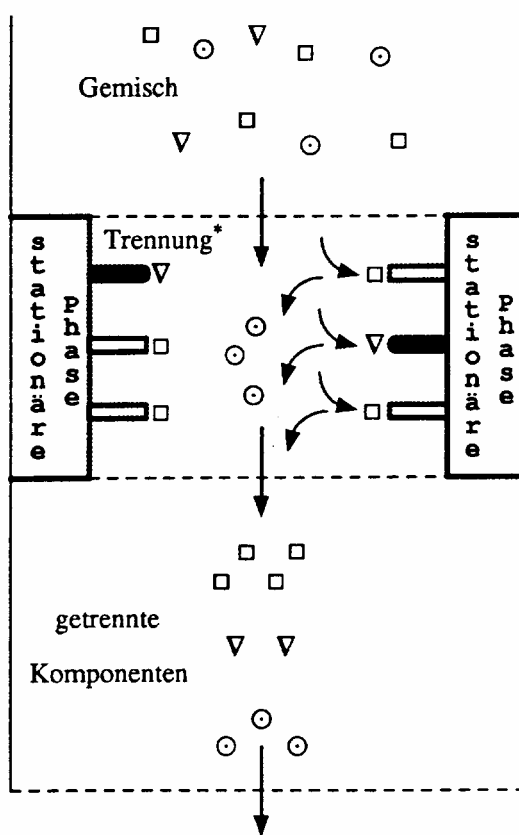 Gemisch
Trennung*
stationäre
Phase
stationäre
Phase
getrennte
Komponenten